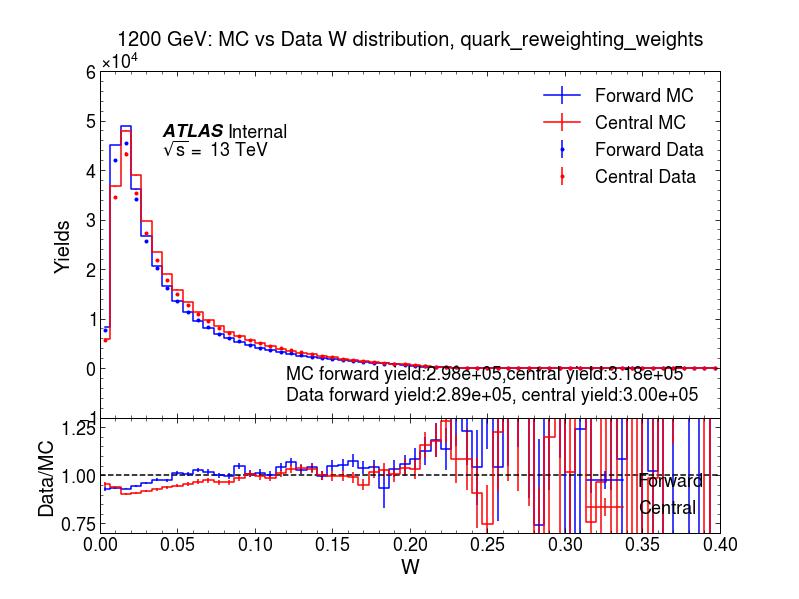 1200 GeV: MC vs Data W distribution, quark_reweighting_weights
×10⁴
6
5
4
3
2
1
0
1
Yields
ATLAS Internal
√s = 13 TeV
Forward MC
Central MC
Forward Data
Central Data
MC forward yield:2.98e+05,central yield:3.18e+05
Data forward yield:2.89e+05, central yield:3.00e+05
1.25
1.00
0.75
Data/MC
Forward
Central
0.00 0.05 0.10 0.15 0.20 0.25 0.30 0.35 0.40
W